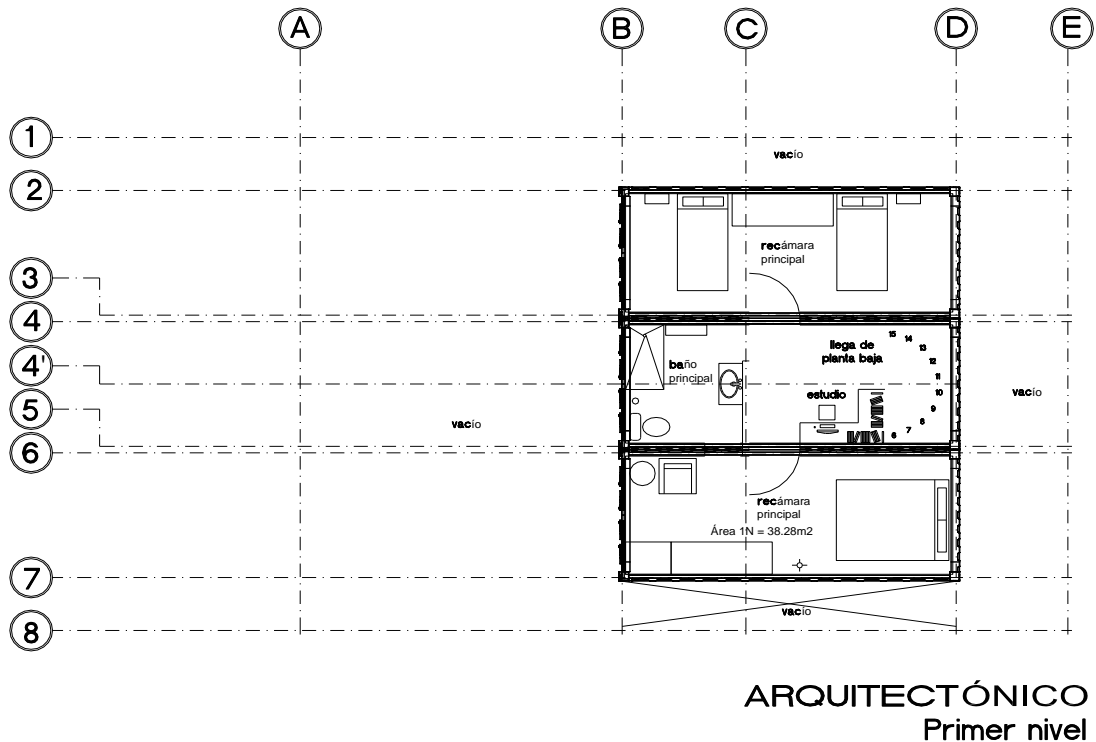 A
B
C
D
E
1
vacío
2
recámara
principal
3
4
15
14
13
12
11
10
9
8
7
6
llega de
planta baja
4'
baño
principal
estudio
vacío
5
vacío
6
recámara
principal
Área 1N = 38.28m2
7
vacío
8
ARQUITECTÓNICO
Primer nivel